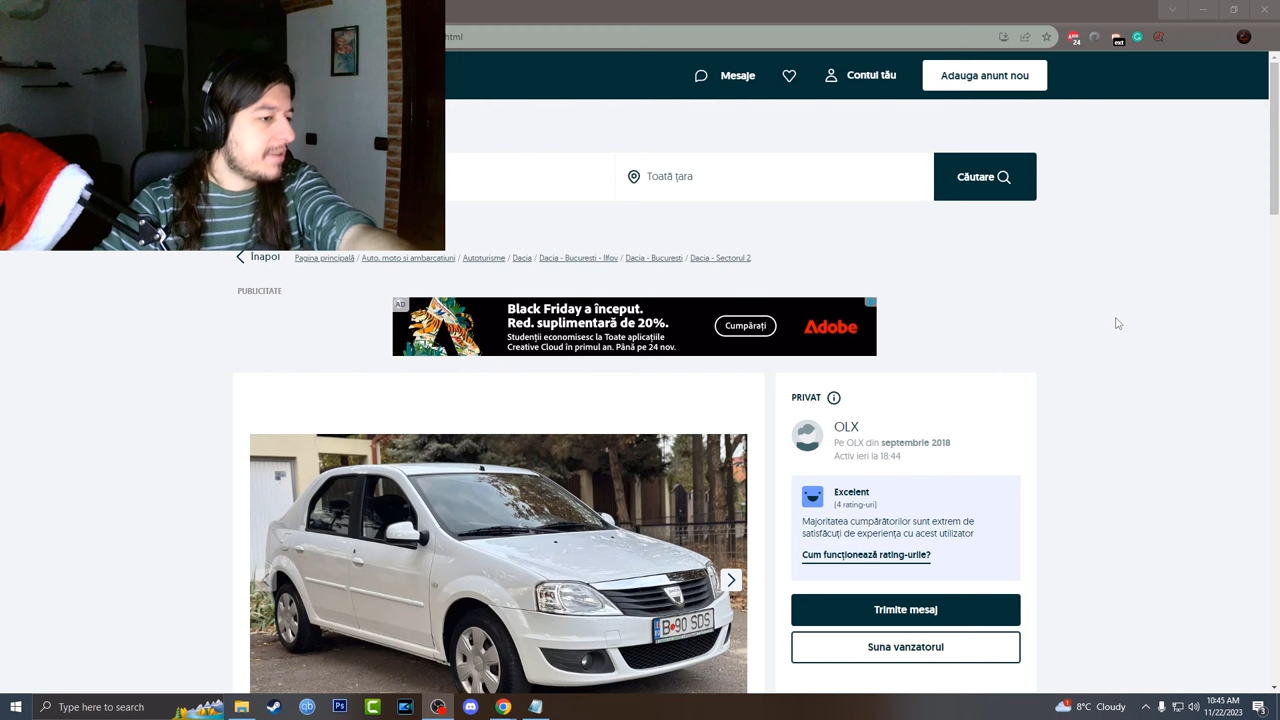 html
24
ext
Mesaje
Contul tău
Adauga anunt nou
Toată țara
Căutare
Înapoi
Pagina principală / Auto, moto si ambarcatiuni / Autoturisme / Dacia / Dacia - Bucuresti - Ilfov / Dacia - Bucuresti / Dacia - Sectorul 2
PUBLICITATE
AD
Black Friday a început.
Red. suplimentară de 20%.
Studenții economisesc la Toate aplicațiile
Creative Cloud în primul an. Până pe 24 nov.
Cumpărați
Adobe
PRIVAT
OLX
Pe OLX din septembrie 2018
Activ ieri la 18:44
Excelent
[4 rating-uri]
Majoritatea cumpărătorilor sunt extrem de
satisfăcuți de experiența cu acest utilizator
Cum funcționează rating-urile?
Trimite mesaj
Suna vanzatorul
B 90 SDS
Type here to search
qb
Ps
8°C Cloudy
10:45 AM
11/22/2023
3